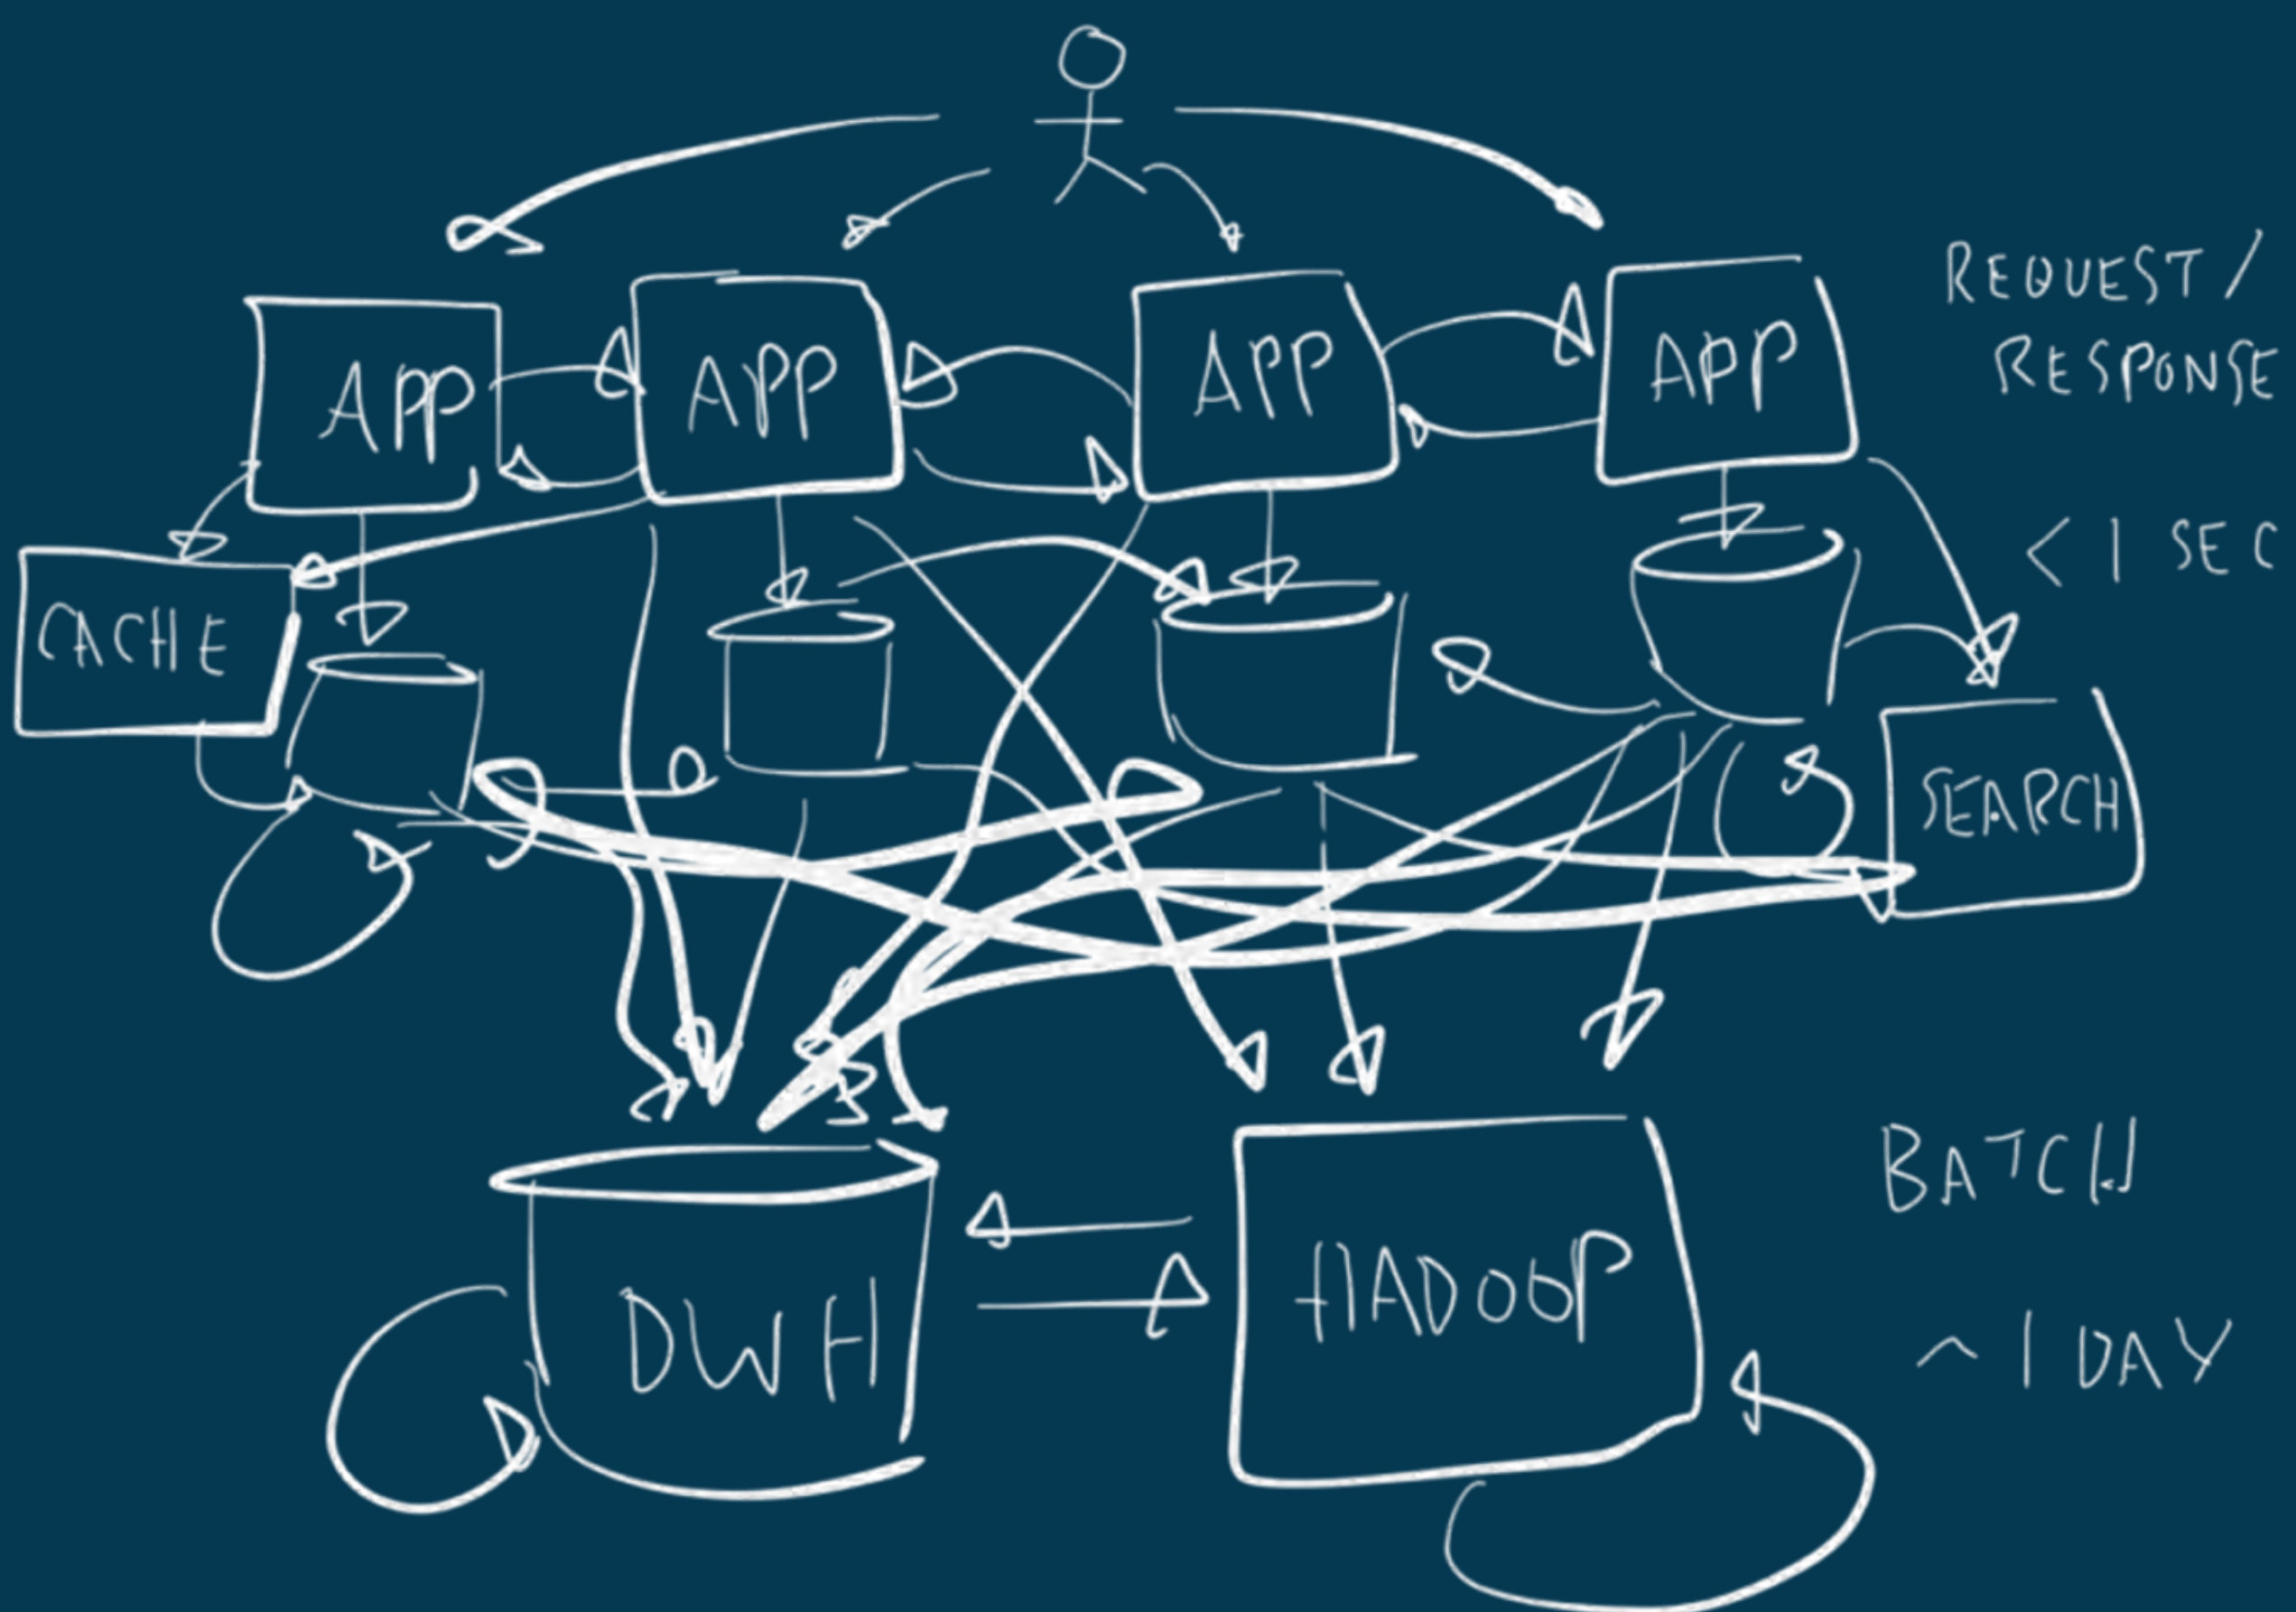 APP
APP
APP
APP
REQUEST /
RESPONSE
< 1 SEC
CACHE
SEARCH
DWH
HADOOP
BATCH
~ 1 DAY